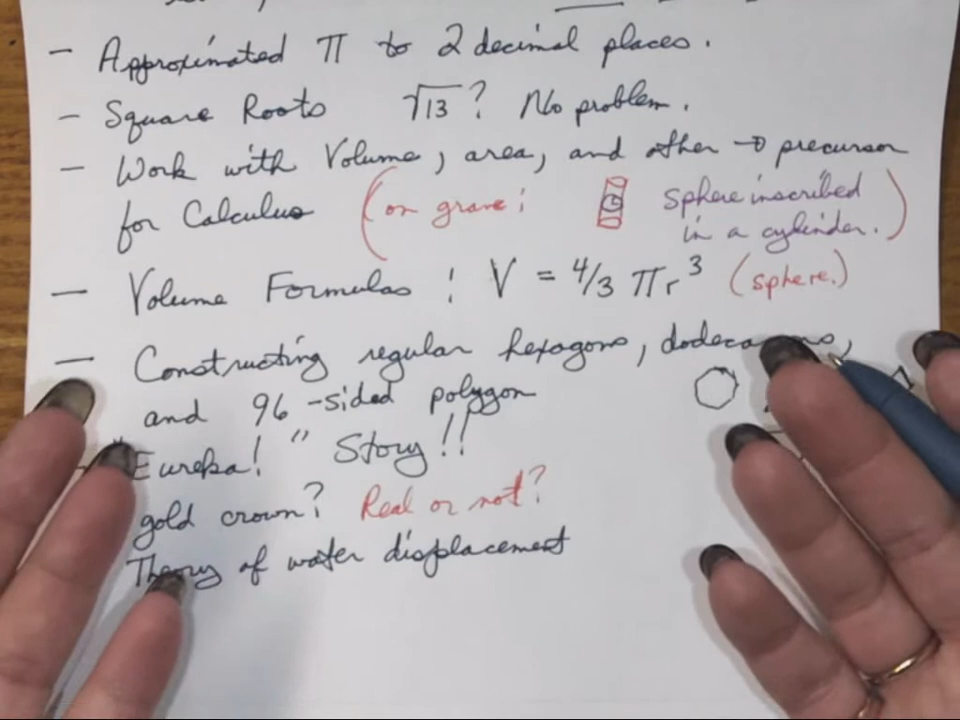 - Approximated π to 2 decimal places.
- Square Roots √13? No problem.
- Work with Volume, area, and other → precursor
for Calculus (on grave: sphere inscribed
in a cylinder.)
- Volume Formulas: V = 4/3 πr³ (sphere.)
- Constructing regular hexagons, dodecagons,
and 96-sided polygon
"Eureka!" Story!!
gold crown? Real or not?
Theory of water displacement